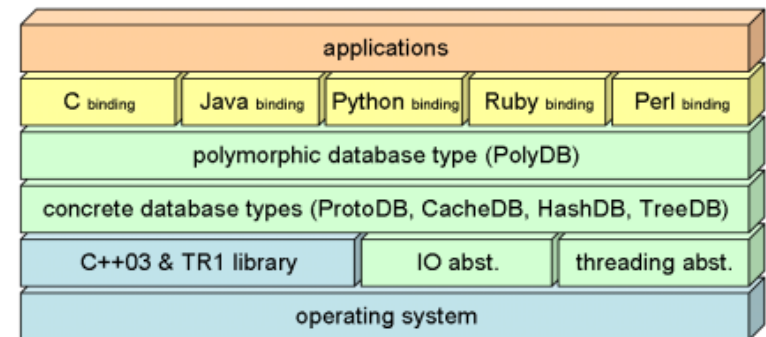 applications
C binding Java binding Python binding Ruby binding Perl binding
polymorphic database type (PolyDB)
concrete database types (ProtoDB, CacheDB, HashDB, TreeDB)
C++03 & TR1 library IO abst. threading abst.
operating system